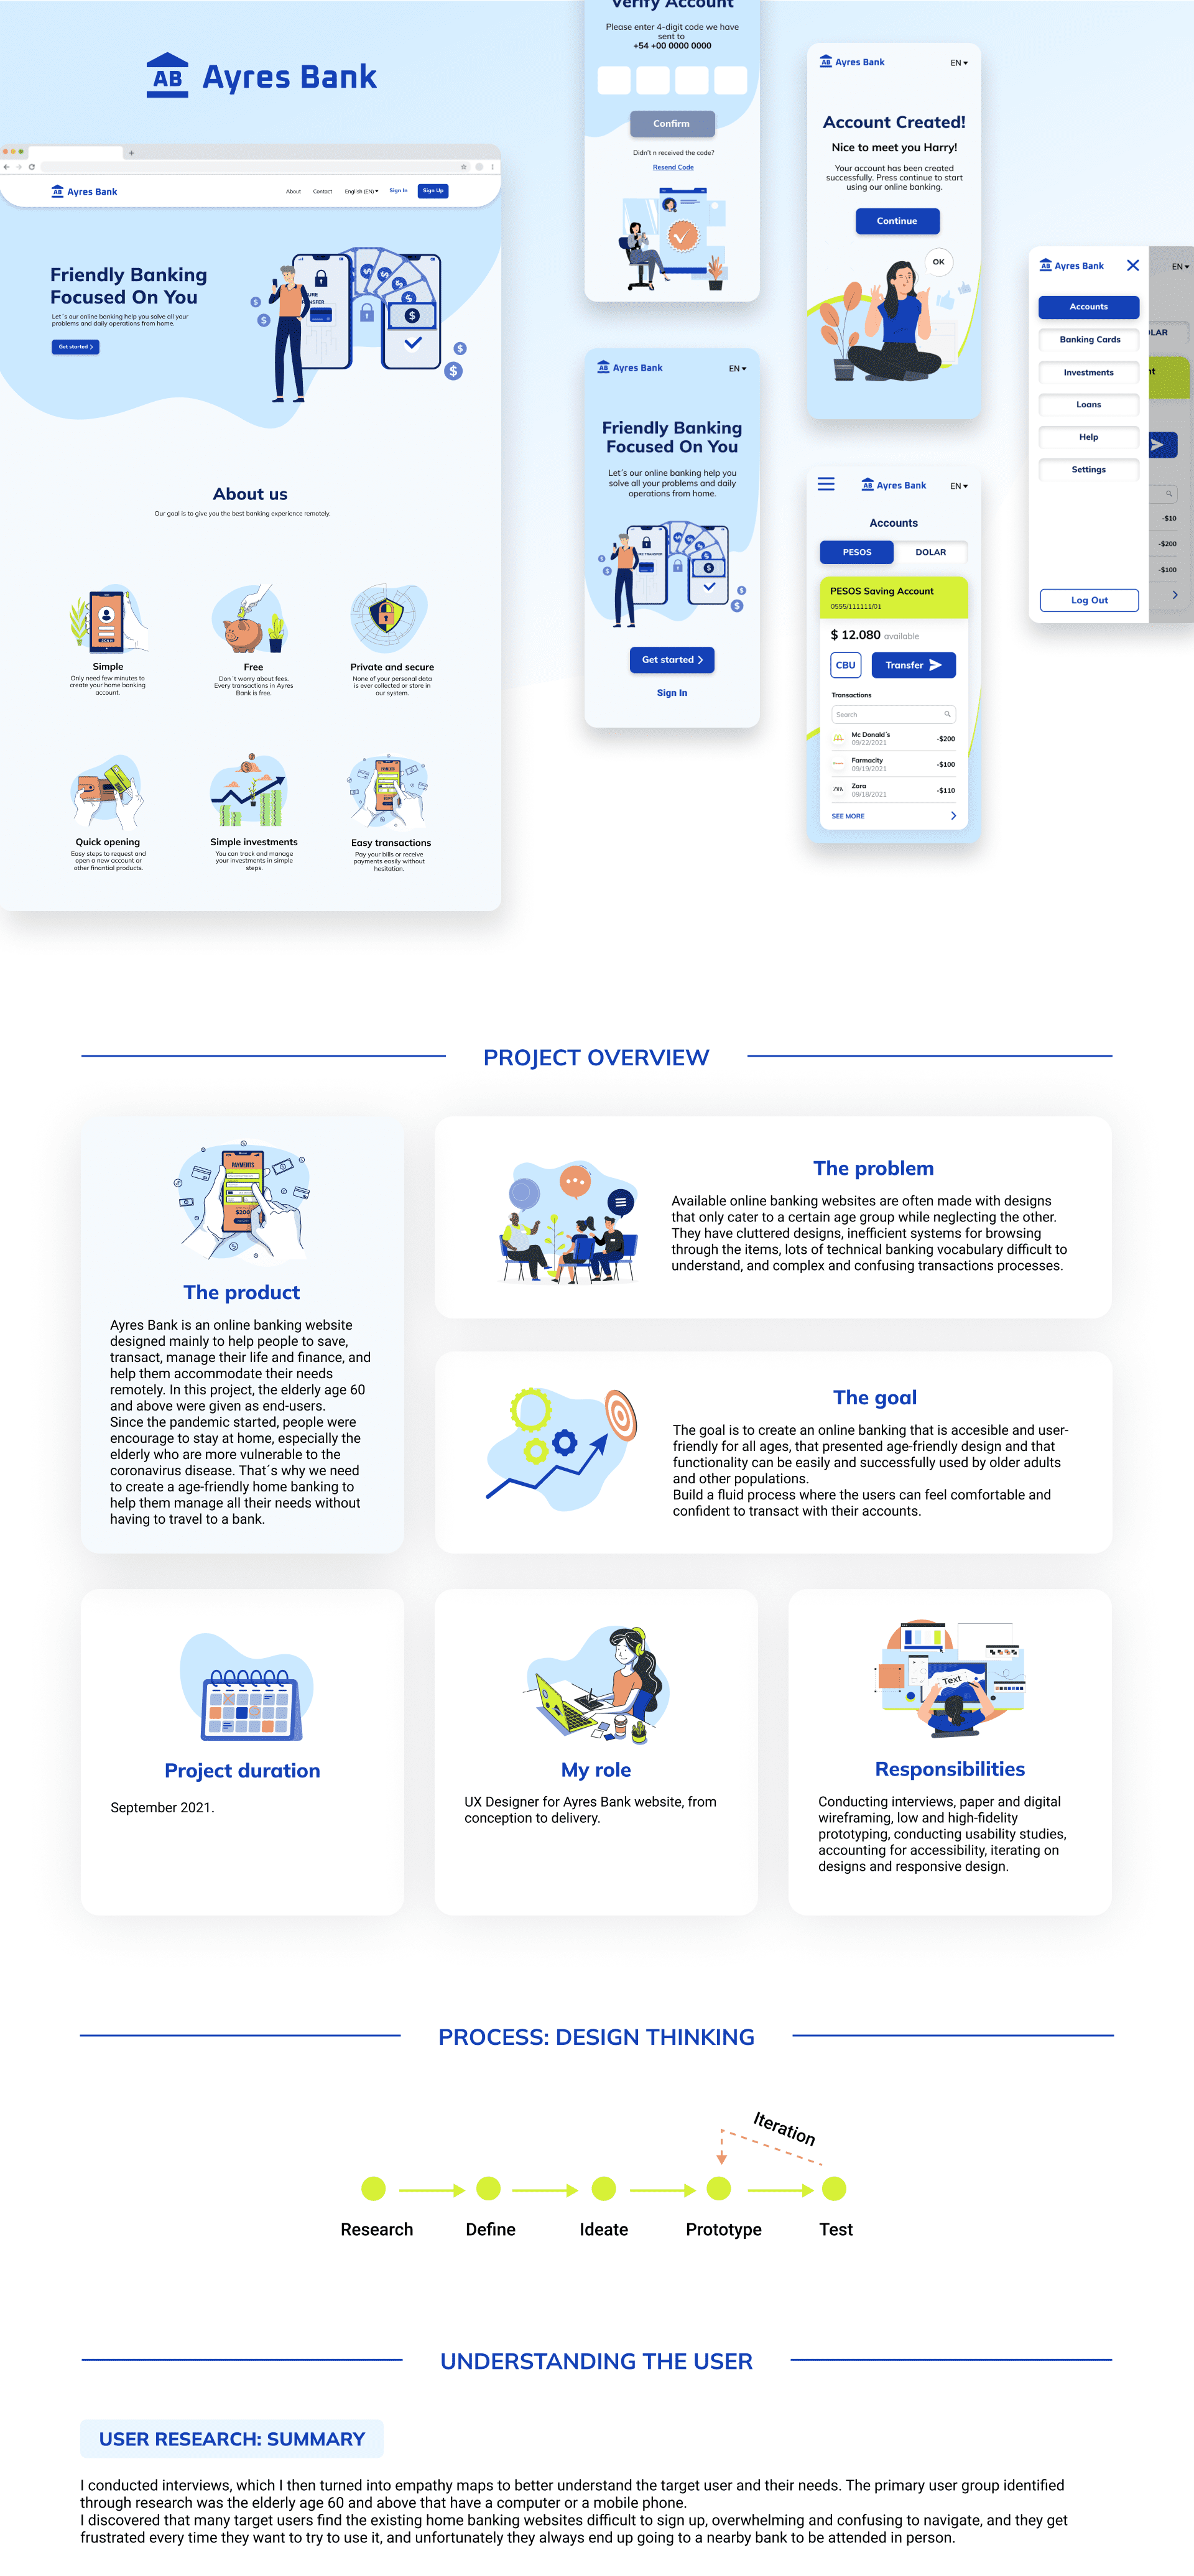 AB Ayres Bank
AB Ayres Bank
About
Contact
English (EN)
Sign In
Sign Up
Friendly Banking
Focused On You
Let´s our online banking help you solve all your
problems and daily operations from home.
Get started
About us
Our goal is to give you the best banking experience remotely.
Simple
Only need few minutes to
create your home banking
account.
Free
Don´t worry about fees.
Every transactions in Ayres
Bank is free.
Private and secure
None of your personal data
is ever collected or store in
our system.
Quick opening
Easy steps to request and
open a new account or
other finantial products.
Simple investments
You can track and manage
your investments in simple
steps.
Easy transactions
Pay your bills or receive
payments easily without
hesitation.
Verify Account
Please enter 4-digit code we have
sent to
+54 +00 0000 0000
Confirm
Didn't n received the code?
Resend Code
AB Ayres Bank
EN
Friendly Banking
Focused On You
Let´s our online banking help you
solve all your problems and daily
operations from home.
Get started
Sign In
AB Ayres Bank
EN
Account Created!
Nice to meet you Harry!
Your account has been created
successfully. Press continue to start
using our online banking.
Continue
OK
AB Ayres Bank
EN
Accounts
PESOS
DOLAR
PESOS Saving Account
0555/111111/01
$ 12.080 available
CBU
Transfer
Transactions
Search
Mc Donald´s
09/22/2021
-$200
Farmacity
09/19/2021
-$100
Zara
09/18/2021
-$110
SEE MORE
AB Ayres Bank
EN
Accounts
Banking Cards
Investments
Loans
Help
Settings
Log Out
LAR
nt
-$10
-$200
-$100
PROJECT OVERVIEW
PAYMENTS
$200
The product
Ayres Bank is an online banking website
designed mainly to help people to save,
transact, manage their life and finance, and
help them accommodate their needs
remotely. In this project, the elderly age 60
and above were given as end-users.
Since the pandemic started, people were
encourage to stay at home, especially the
elderly who are more vulnerable to the
coronavirus disease. That´s why we need
to create a age-friendly home banking to
help them manage all their needs without
having to travel to a bank.
The problem
Available online banking websites are often made with designs
that only cater to a certain age group while neglecting the other.
They have cluttered designs, inefficient systems for browsing
through the items, lots of technical banking vocabulary difficult to
understand, and complex and confusing transactions processes.
The goal
The goal is to create an online banking that is accesible and user-
friendly for all ages, that presented age-friendly design and that
functionality can be easily and successfully used by older adults
and other populations.
Build a fluid process where the users can feel comfortable and
confident to transact with their accounts.
Project duration
September 2021.
My role
UX Designer for Ayres Bank website, from
conception to delivery.
Text
Responsibilities
Conducting interviews, paper and digital
wireframing, low and high-fidelity
prototyping, conducting usability studies,
accounting for accessibility, iterating on
designs and responsive design.
PROCESS: DESIGN THINKING
Iteration
Research
Define
Ideate
Prototype
Test
UNDERSTANDING THE USER
USER RESEARCH: SUMMARY
I conducted interviews, which I then turned into empathy maps to better understand the target user and their needs. The primary user group identified
through research was the elderly age 60 and above that have a computer or a mobile phone.
I discovered that many target users find the existing home banking websites difficult to sign up, overwhelming and confusing to navigate, and they get
frustrated every time they want to try to use it, and unfortunately they always end up going to a nearby bank to be attended in person.